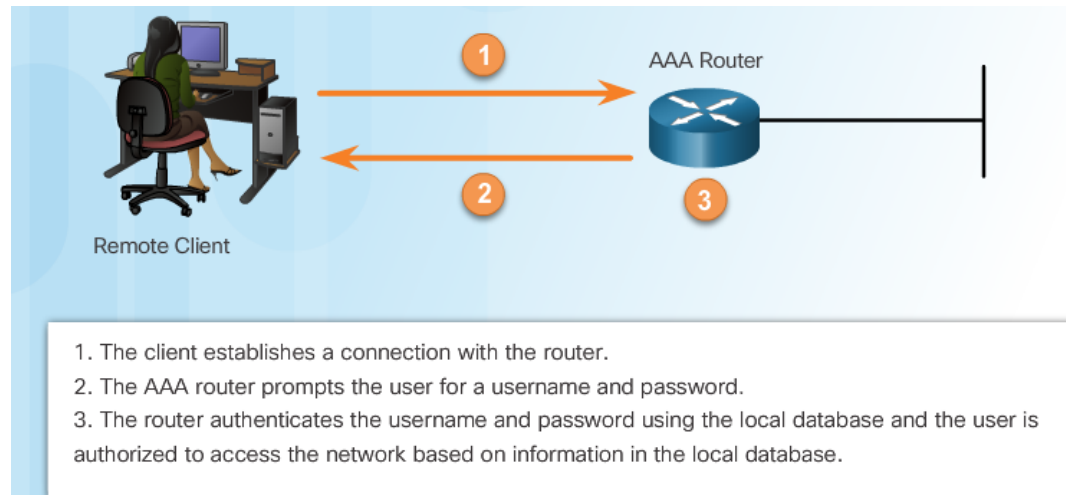 1
AAA Router
2
3
Remote Client
1. The client establishes a connection with the router.
2. The AAA router prompts the user for a username and password.
3. The router authenticates the username and password using the local database and the user is
authorized to access the network based on information in the local database.